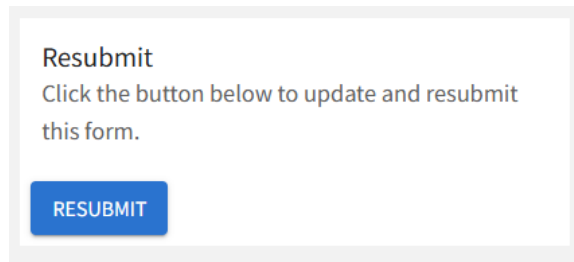 Resubmit
Click the button below to update and resubmit
this form.
RESUBMIT